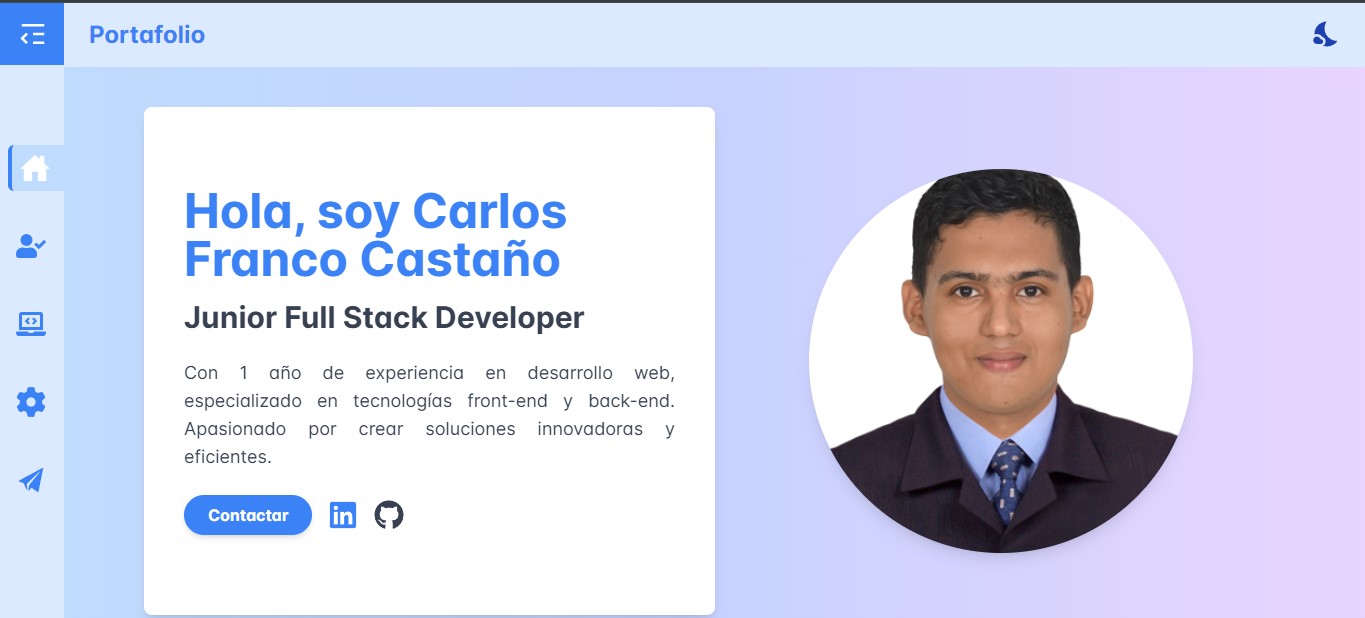 Portafolio
Hola, soy Carlos
Franco Castaño
Junior Full Stack Developer
Con 1 año de experiencia en desarrollo web,
especializado en tecnologías front-end y back-end.
Apasionado por crear soluciones innovadoras y
eficientes.
Contactar in